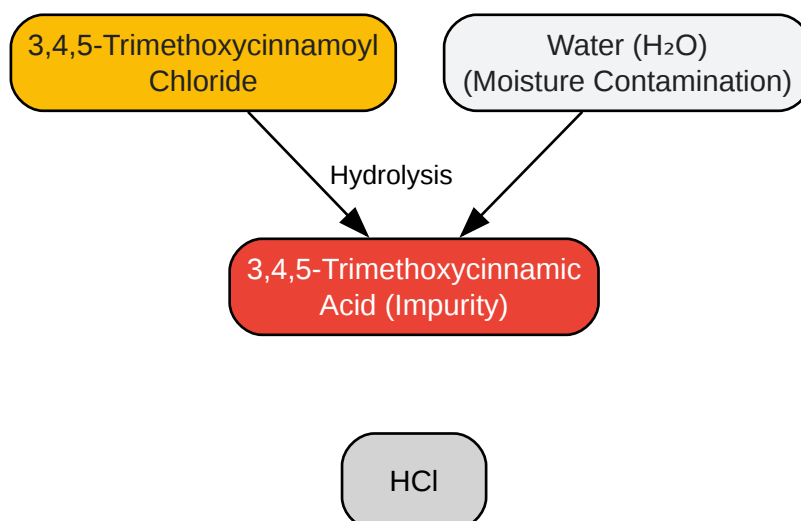 3,4,5-Trimethoxycinnamoyl
Chloride
Water (H₂O)
(Moisture Contamination)
Hydrolysis
3,4,5-Trimethoxycinnamic
Acid (Impurity)
HCl